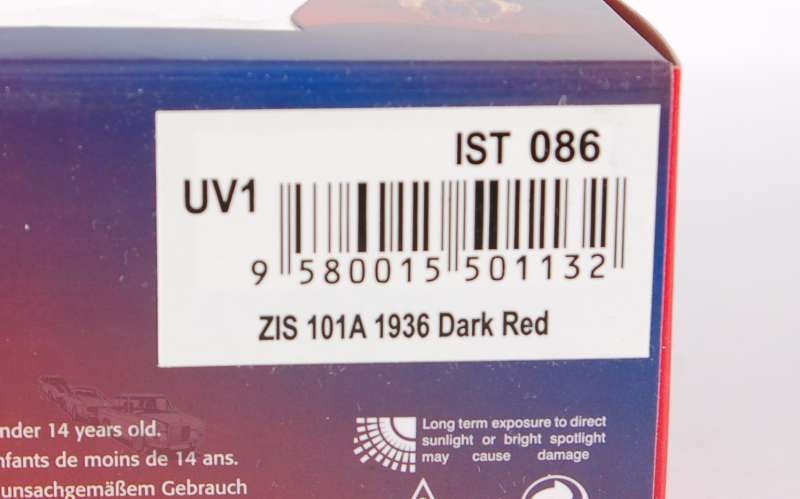 IST 086
UV1
9 580015 501132
ZIS 101A 1936 Dark Red
nder 14 years old.
nfants de moins de 14 ans.
unsachgemäßem Gebrauch
Long term exposure to direct
sunlight or bright spotlight
may cause damage